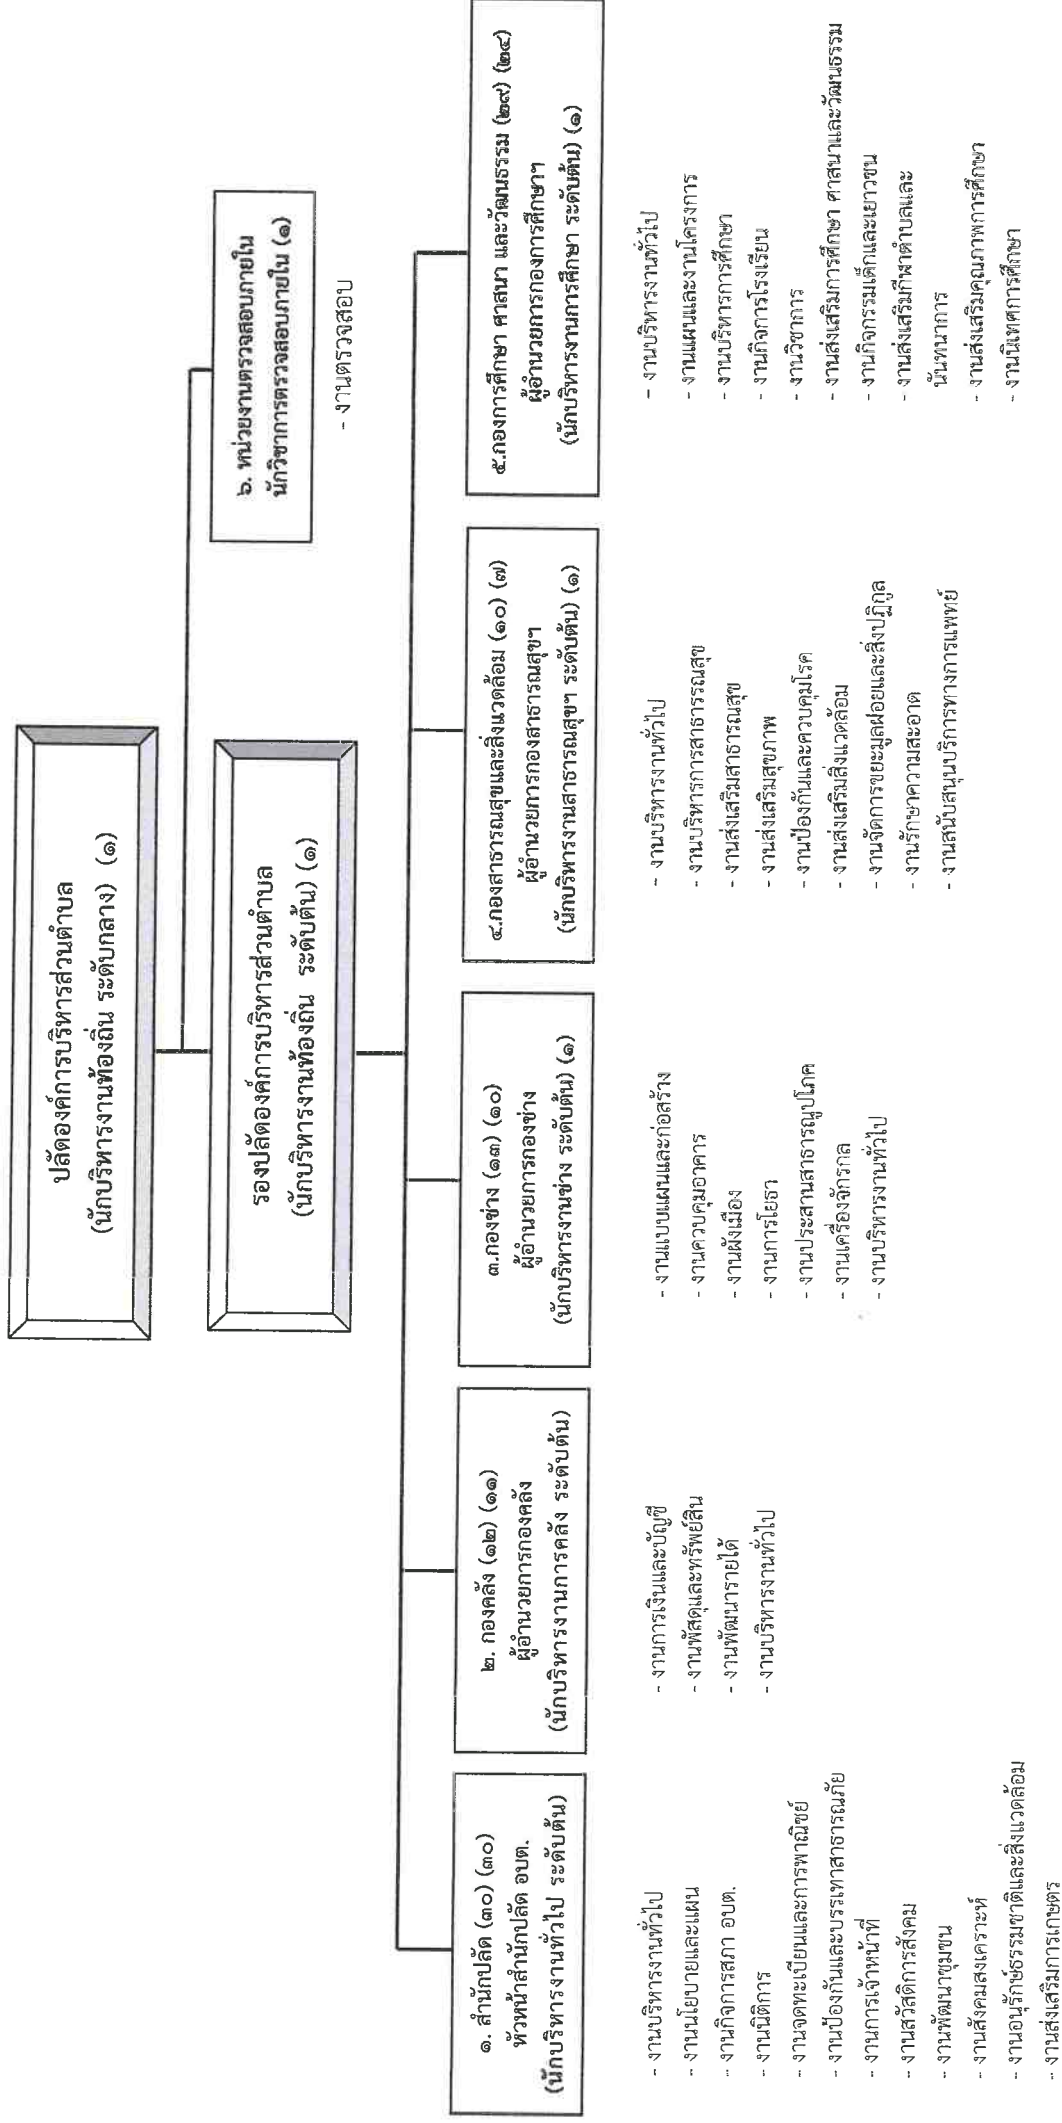 ปลัดองค์การบริหารส่วนตำบล
(นักบริหารงานท้องถิ่น ระดับกลาง) (๑)
รองปลัดองค์การบริหารส่วนตำบล
(นักบริหารงานท้องถิ่น ระดับต้น) (๑)
๖. หน่วยงานตรวจสอบภายใน
นักวิชาการตรวจสอบภายใน (๑)
- งานตรวจสอบ
๑. สำนักปลัด (๓๐) (๓๐)
หัวหน้าสำนักปลัด อบต.
(นักบริหารงานทั่วไป ระดับต้น)
- งานบริหารงานทั่วไป
- งานนโยบายและแผน
- งานกิจการสภา อบต.
- งานนิติการ
- งานจดทะเบียนและการพาณิชย์
- งานป้องกันและบรรเทาสาธารณภัย
- งานการเจ้าหน้าที่
- งานสวัสดิการสังคม
- งานพัฒนาชุมชน
- งานสังคมสงเคราะห์
- งานอนุรักษ์ธรรมชาติและสิ่งแวดล้อม
- งานส่งเสริมการเกษตร
๒. กองคลัง (๑๒) (๑๑)
ผู้อำนวยการกองคลัง
(นักบริหารงานการคลัง ระดับต้น)
- งานการเงินและบัญชี
- งานพัสดุและทรัพย์สิน
- งานพัฒนารายได้
- งานบริหารงานทั่วไป
๓.กองช่าง (๑๓) (๑๐)
ผู้อำนวยการกองช่าง
(นักบริหารงานช่าง ระดับต้น) (๑)
- งานแบบแผนและก่อสร้าง
- งานควบคุมอาคาร
- งานผังเมือง
- งานการโยธา
- งานประสานสาธารณูปโภค
- งานเครื่องจักรกล
- งานบริหารงานทั่วไป
๔.กองสาธารณสุขและสิ่งแวดล้อม (๑๐) (๗)
ผู้อำนวยการกองสาธารณสุขฯ
(นักบริหารงานสาธารณสุขฯ ระดับต้น) (๑)
- งานบริหารงานทั่วไป
- งานบริหารการสาธารรณสุข
- งานส่งเสริมสาธารณสุข
- งานส่งเสริมสุขภาพ
- งานป้องกันและควบคุมโรค
- งานส่งเสริมสิ่งแวดล้อม
- งานจัดการขยะมูลฝอยและสิ่งปฏิกูล
- งานรักษาความสะอาด
- งานสนับสนุนบริการทางการแพทย์
๕.กองการศึกษา ศาสนา และวัฒนธรรม (๒๙) (๒๔)
ผู้อำนวยการกองการศึกษาฯ
(นักบริหารงานการศึกษา ระดับต้น) (๑)
- งานบริหารงานทั่วไป
- งานแผนและงานโครงการ
- งานบริหารการศึกษา
- งานกิจการโรงเรียน
- งานวิชาการ
- งานส่งเสริมการศึกษา ศาสนาและวัฒนธรรม
- งานกิจกรรมเด็กและเยาวชน
- งานส่งเสริมกีฬาตำบลและ
นันทนาการ
- งานส่งเสริมคุณภาพการศึกษา
- งานนิเทศการศึกษา